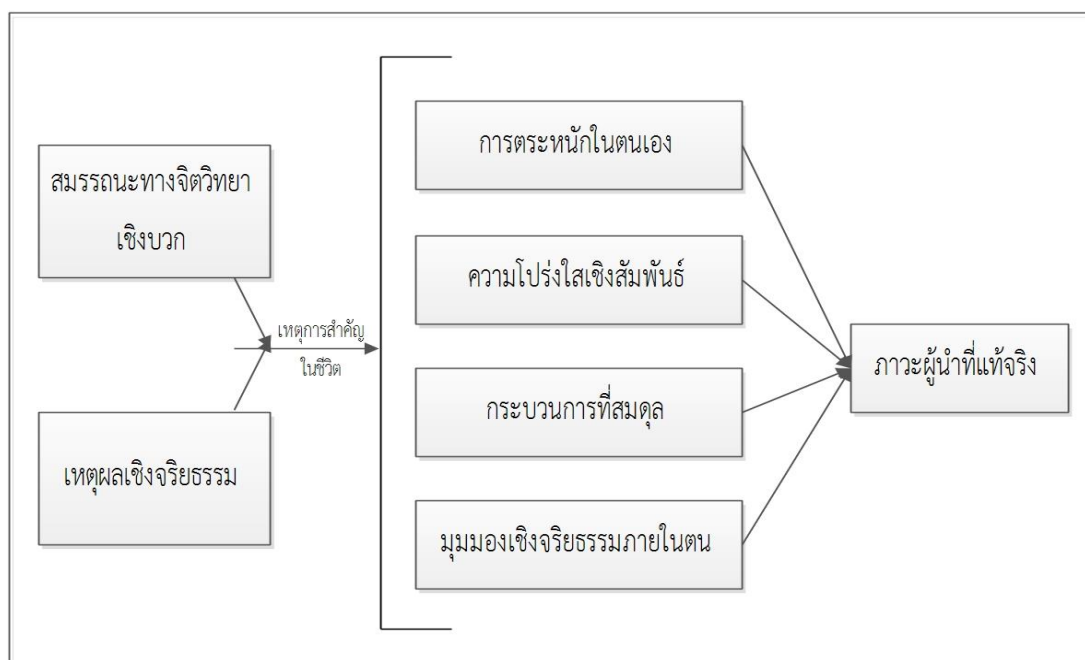 สมรรถนะทางจิตวิทยา
เชิงบวก
เหตุผลเชิงจริยธรรม
เหตุการสำคัญ
ในชีวิต
การตระหนักในตนเอง
ความโปร่งใสเชิงสัมพันธ์
กระบวนการที่สมดุล
มุมมองเชิงจริยธรรมภายในตน
ภาวะผู้นำที่แท้จริง